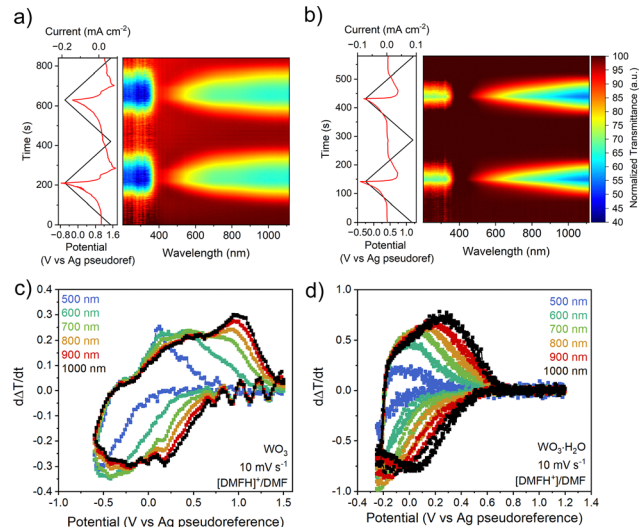 a)
Current (mA cm⁻²)
−0.2 0.0
800
600
400
200
0
Time (s)
-0.80.0 0.8 1.6
Potential
(V vs Ag pseudoref)
200 400 600 800 1000
Wavelength (nm)
b)
Current (mA cm⁻²)
−0.1 0.0 0.1
500
400
300
200
100
0
Time (s)
-0.50.0 0.5 1.0
Potential
(V vs Ag pseudoref)
200 400 600 800 1000
Wavelength (nm)
100
95
90
85
80
75
70
65
60
55
50
45
40
Normalized Transmittance (a.u.)
c)
0.4
0.3
0.2
0.1
0.0
-0.1
-0.2
-0.3
-0.4
dΔT/dt
500 nm
600 nm
700 nm
800 nm
900 nm
1000 nm
WO₃
10 mV s⁻¹
[DMFH]⁺/DMF
-0.5 0.0 0.5 1.0 1.5
Potential (V vs Ag pseudoreference)
d)
1.0
0.5
0.0
-0.5
-1.0
dΔT/dt
500 nm
600 nm
700 nm
800 nm
900 nm
1000 nm
WO₃·H₂O
10 mV s⁻¹
[DMFH⁺]/DMF
-0.4 -0.2 0.0 0.2 0.4 0.6 0.8 1.0 1.2 1.4
Potential (V vs Ag pseudoreference)